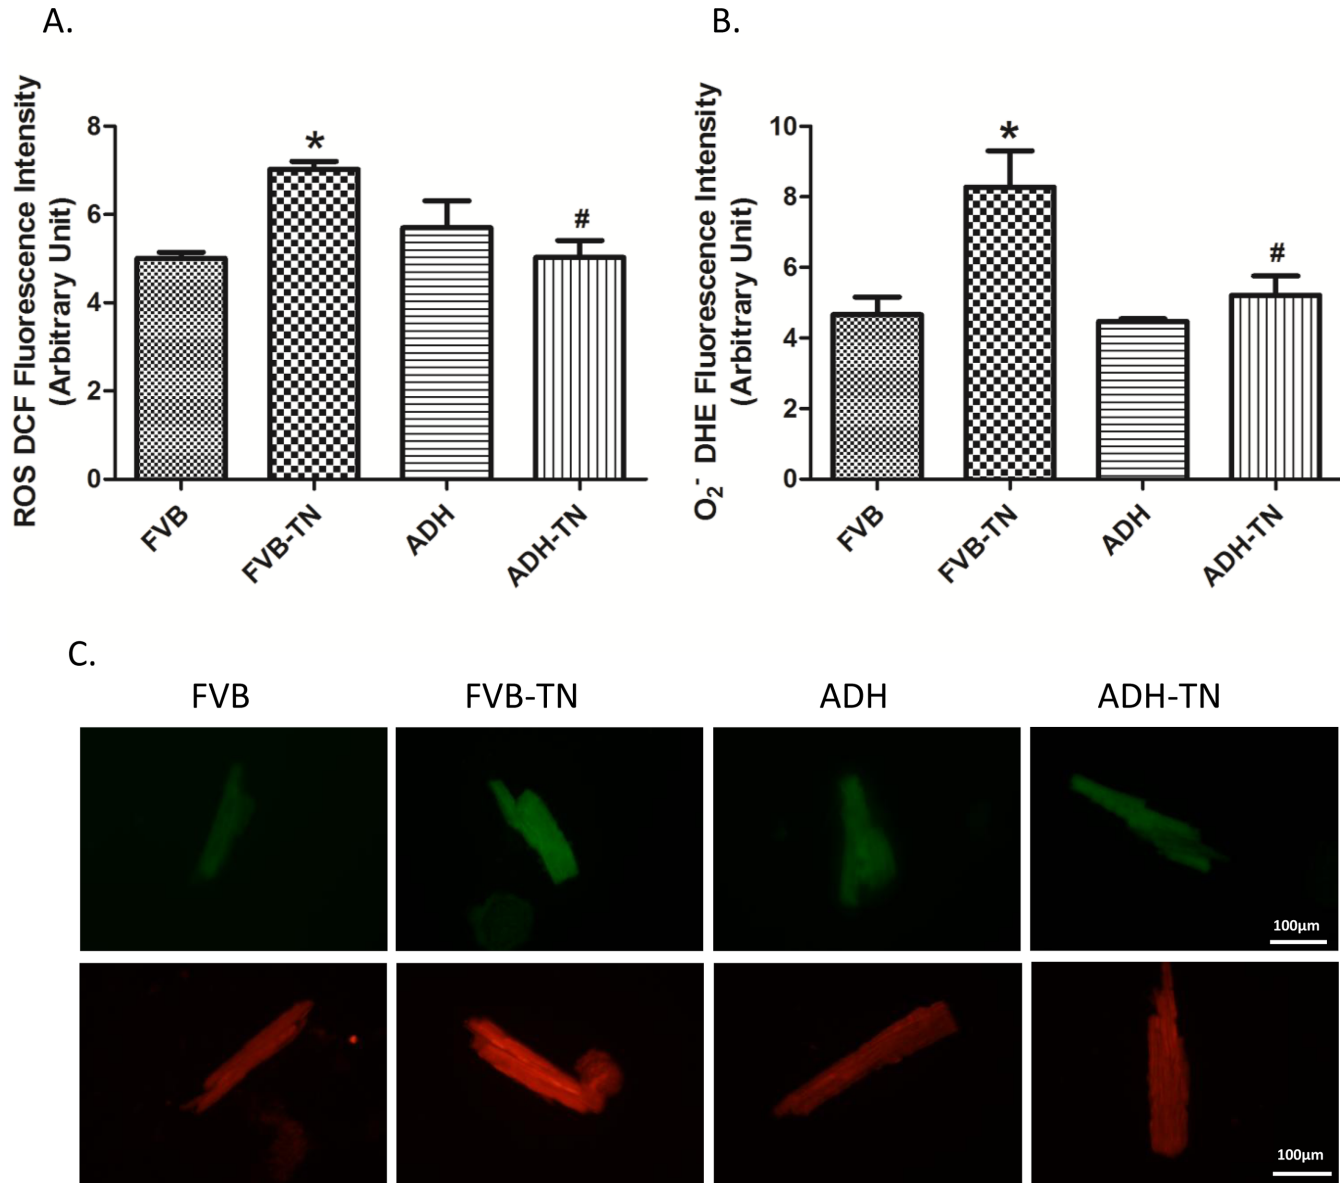 A.
ROS DCF Fluorescence Intensity
(Arbitrary Unit)
8
6
4
2
0
*
#
FVB
FVB-TN
ADH
ADH-TN
B.
O₂⁻ DHE Fluorescence Intensity
(Arbitrary Unit)
10
8
6
4
2
0
*
#
FVB
FVB-TN
ADH
ADH-TN
C.
FVB FVB-TN ADH ADH-TN
100μm
100μm